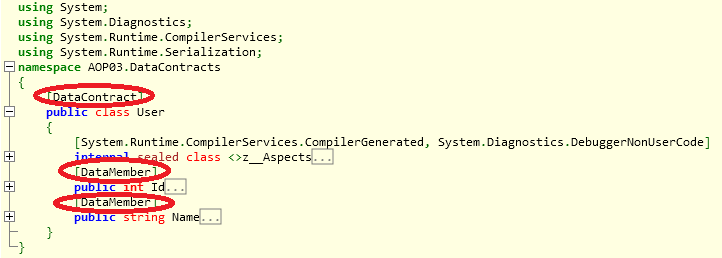 using System;
using System.Diagnostics;
using System.Runtime.CompilerServices;
using System.Runtime.Serialization;
namespace AOP03.DataContracts
{
[DataContract]
public class User
{
[System.Runtime.CompilerServices.CompilerGenerated, System.Diagnostics.DebuggerNonUserCode]
internal sealed class <>z__Aspects...
[DataMember]
public int Id...
[DataMember]
public string Name...
}
}